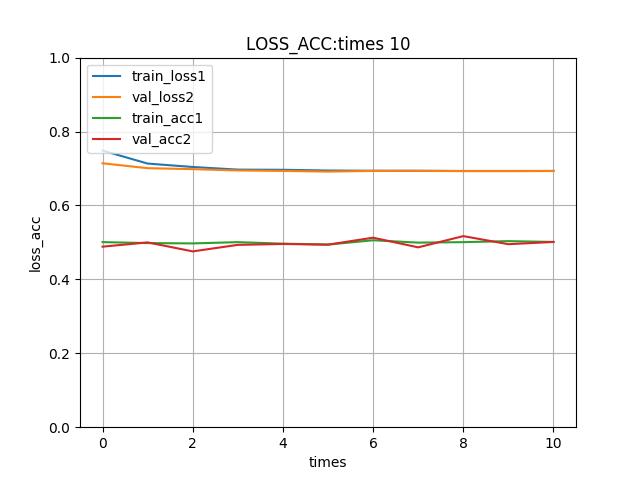 LOSS_ACC:times 10
1.0
0.8
0.6
0.4
0.2
0.0
loss_acc
train_loss1
val_loss2
train_acc1
val_acc2
0
2
4
6
8
10
times